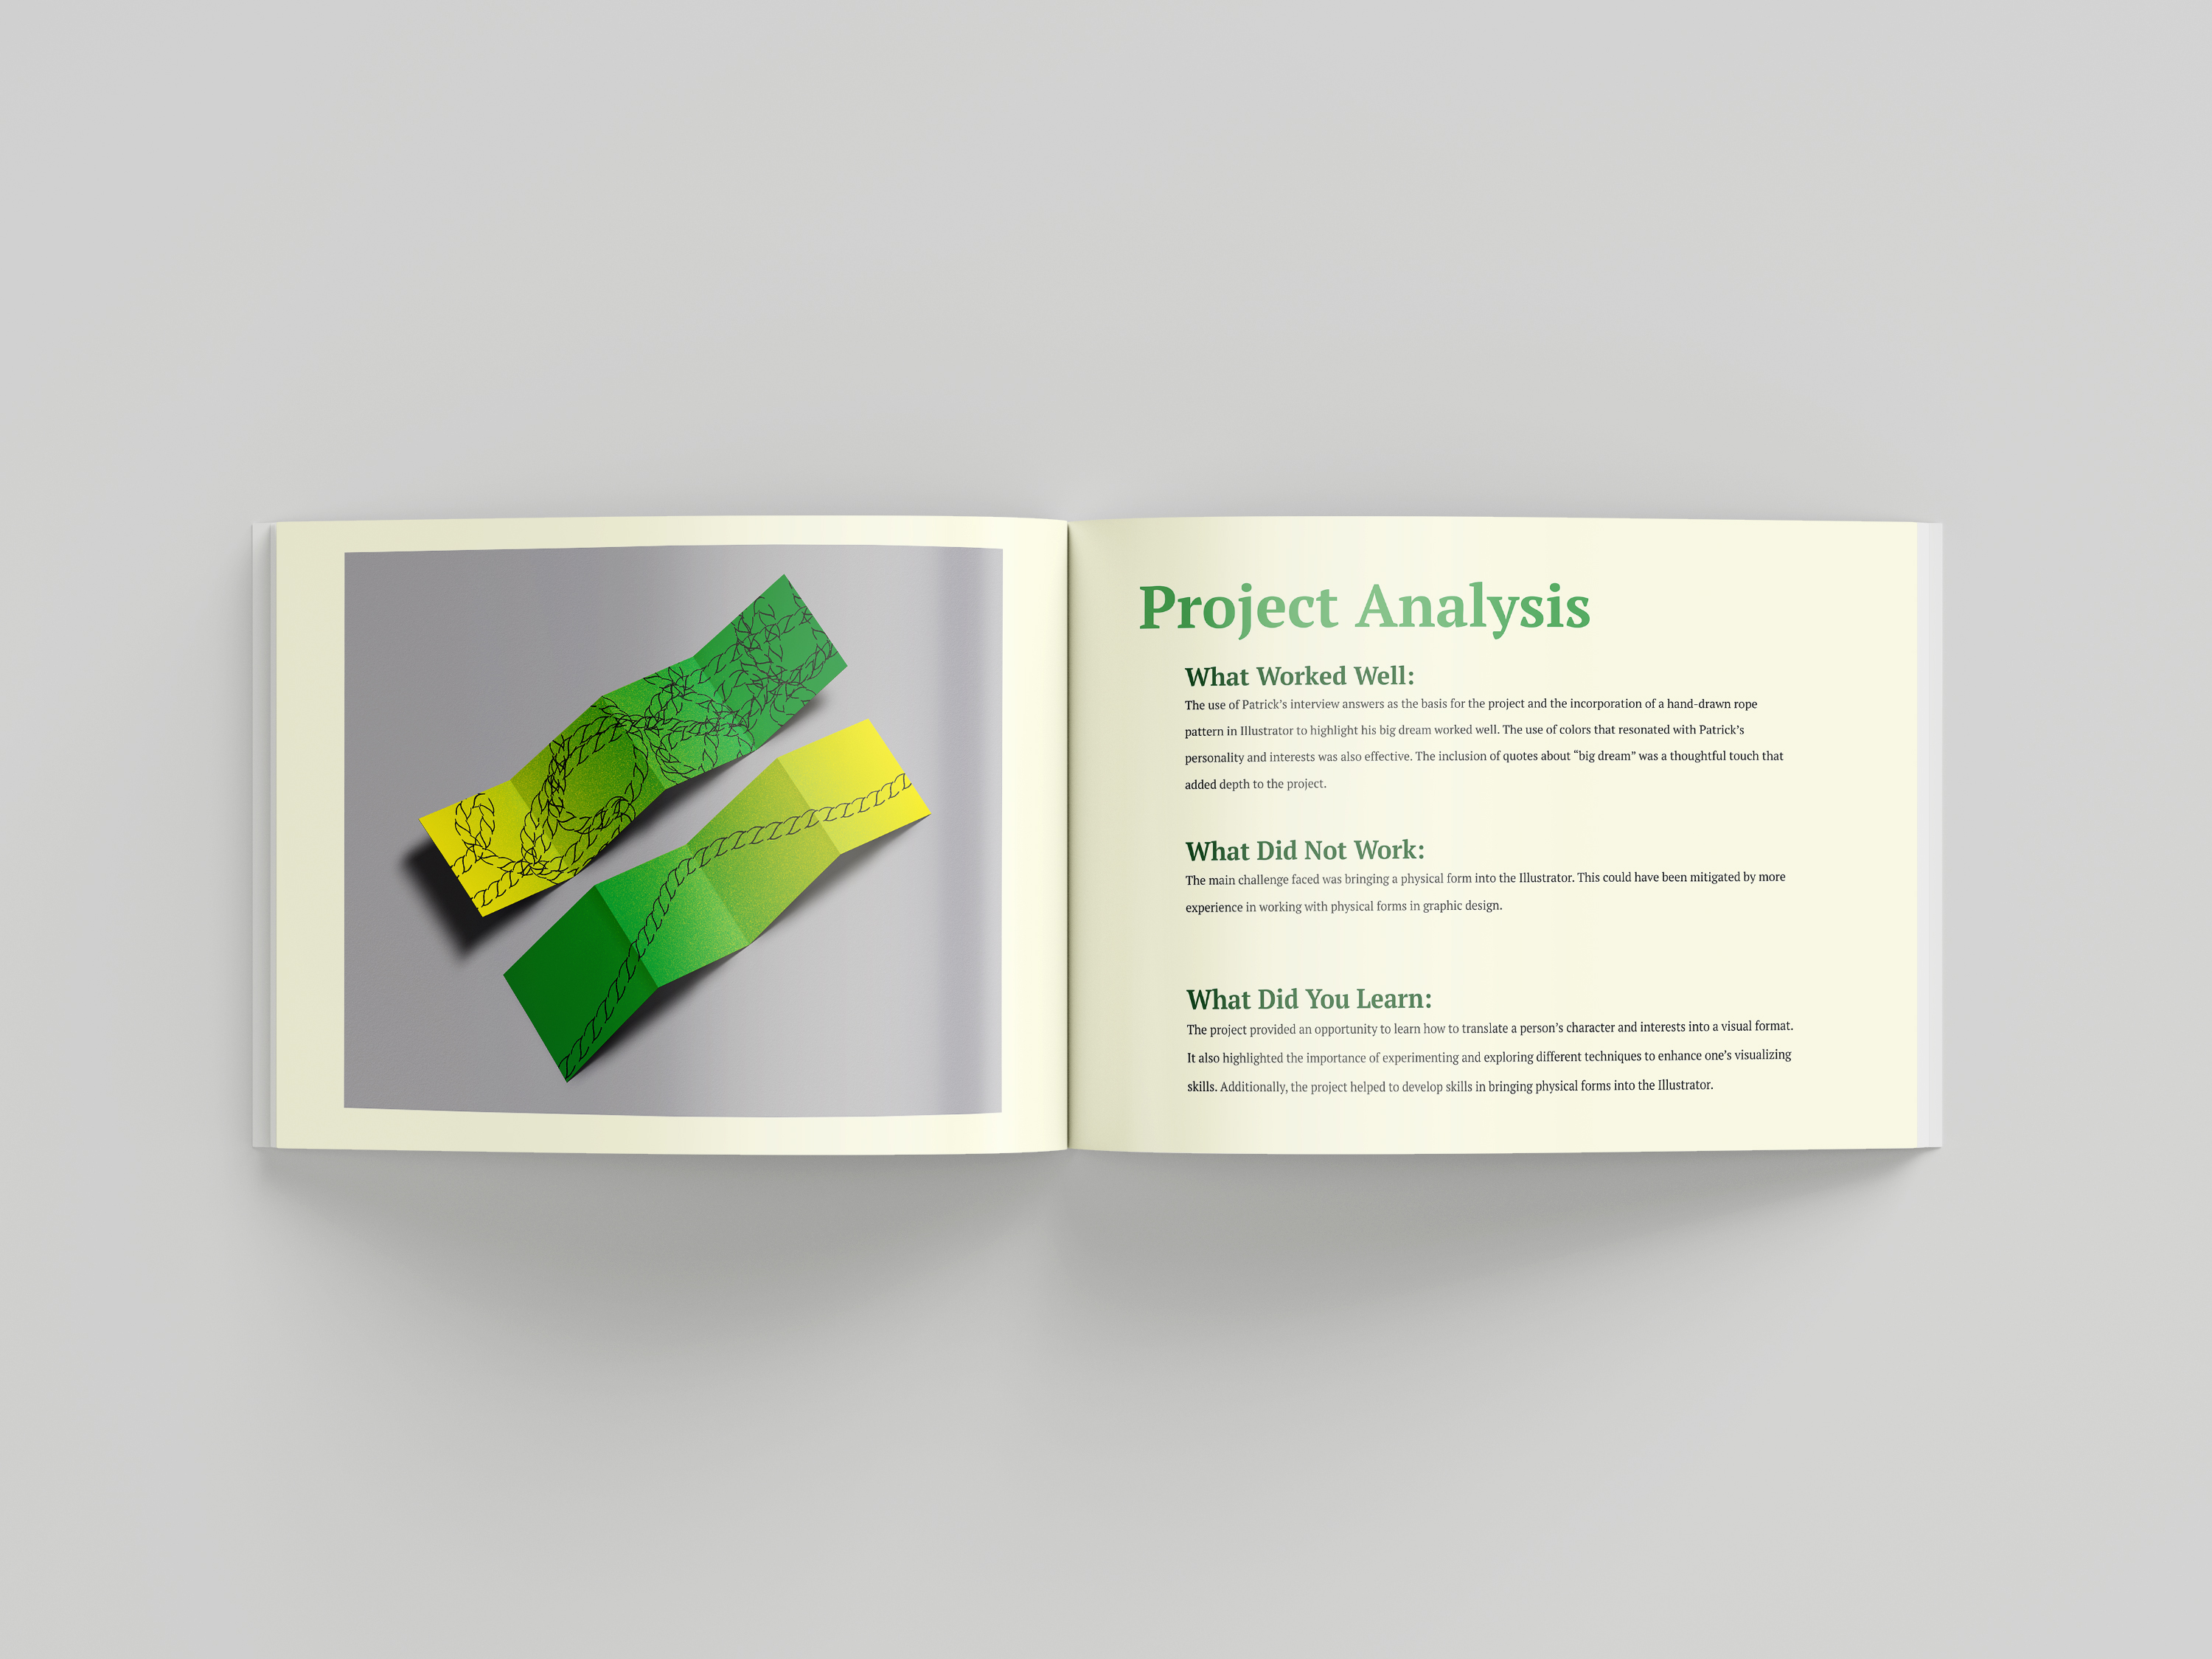 Project Analysis
What Worked Well:
The use of Patrick’s interview answers as the basis for the project and the incorporation of a hand-drawn rope
pattern in Illustrator to highlight his big dream worked well. The use of colors that resonated with Patrick’s
personality and interests was also effective. The inclusion of quotes about “big dream” was a thoughtful touch that
added depth to the project.
What Did Not Work:
The main challenge faced was bringing a physical form into the Illustrator. This could have been mitigated by more
experience in working with physical forms in graphic design.
What Did You Learn:
The project provided an opportunity to learn how to translate a person’s character and interests into a visual format.
It also highlighted the importance of experimenting and exploring different techniques to enhance one’s visualizing
skills. Additionally, the project helped to develop skills in bringing physical forms into the Illustrator.